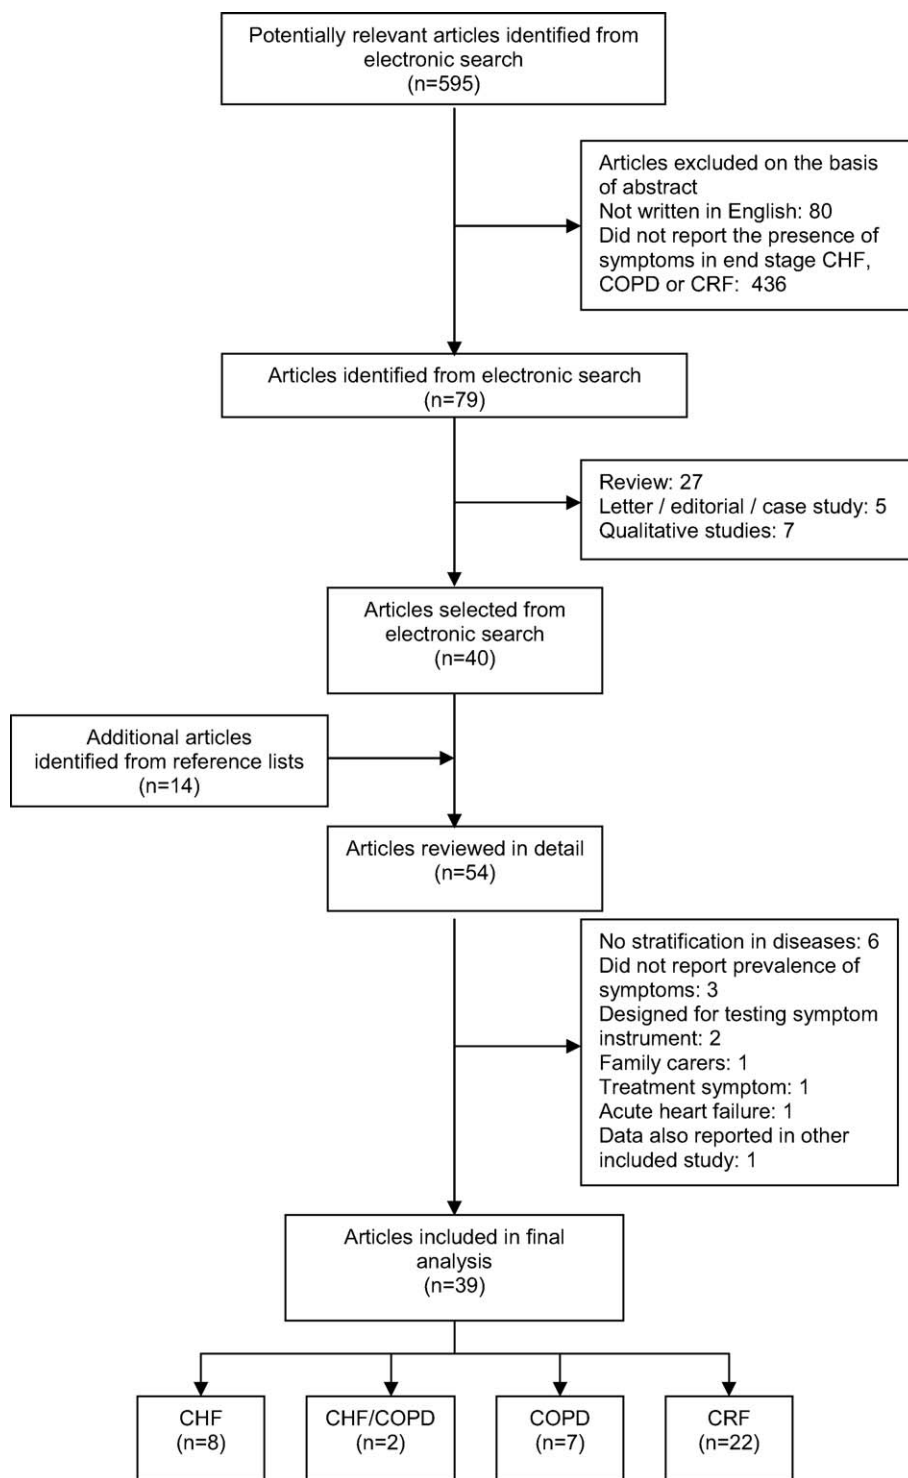 Potentially relevant articles identified from
electronic search
(n=595)
Articles excluded on the basis
of abstract
Not written in English: 80
Did not report the presence of
symptoms in end stage CHF,
COPD or CRF:  436
Articles identified from electronic search
(n=79)
Review: 27
Letter / editorial / case study: 5
Qualitative studies: 7
Articles selected from
electronic search
(n=40)
Additional articles
identified from reference lists
(n=14)
Articles reviewed in detail
(n=54)
No stratification in diseases: 6
Did not report prevalence of
symptoms: 3
Designed for testing symptom
instrument: 2
Family carers: 1
Treatment symptom: 1
Acute heart failure: 1
Data also reported in other
included study: 1
Articles included in final
analysis
(n=39)
CHF
(n=8)
CHF/COPD
(n=2)
COPD
(n=7)
CRF
(n=22)